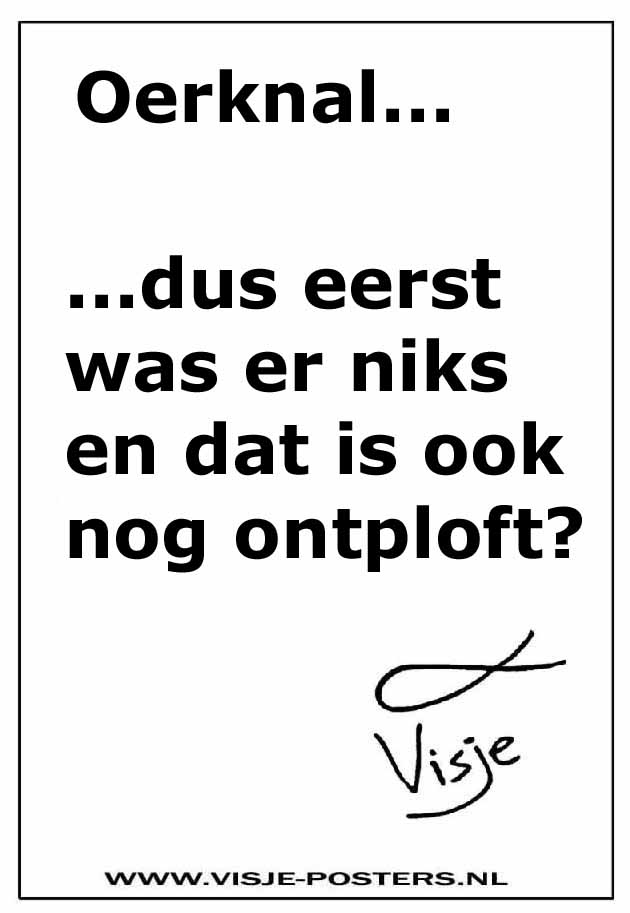 Oerknal...
...dus eerst
was er niks
en dat is ook
nog ontploft?
Visje
WWW.VISJE-POSTERS.NL